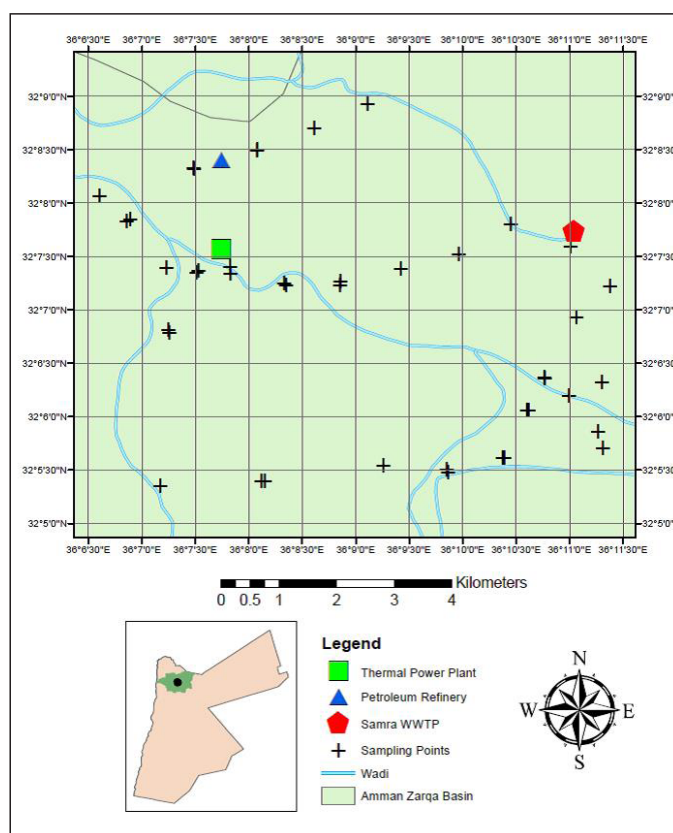 36°6'30"E 36°7'0"E 36°7'30"E 36°8'0"E 36°8'30"E 36°9'0"E 36°9'30"E 36°10'0"E 36°10'30"E 36°11'0"E 36°11'30"E
32°9'0"N 32°9'0"N
32°8'30"N 32°8'30"N
32°8'0"N 32°8'0"N
32°7'30"N 32°7'30"N
32°7'0"N 32°7'0"N
32°6'30"N 32°6'30"N
32°6'0"N 32°6'0"N
32°5'30"N 32°5'30"N
32°5'0"N 32°5'0"N
36°6'30"E 36°7'0"E 36°7'30"E 36°8'0"E 36°8'30"E 36°9'0"E 36°9'30"E 36°10'0"E 36°10'30"E 36°11'0"E 36°11'30"E
Kilometers
0 0.5 1 2 3 4
Legend
Thermal Power Plant
Petroleum Refinery
Samra WWTP
Sampling Points
Wadi
Amman Zarqa Basin
N
W E
S